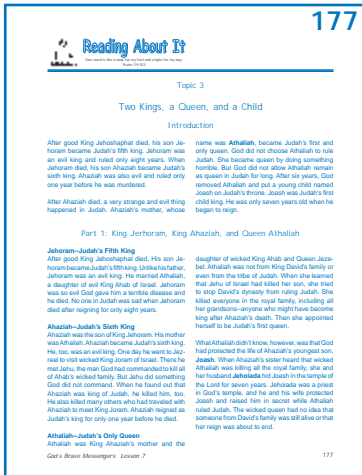 177
Reading About It
Your word is like a lamp for my feet and a light for my way.
Psalm 119:105
Topic 3
Two Kings, a Queen, and a Child
Introduction
After good King Jehoshaphat died, his son Je-
horam became Judah's fifth king. Jehoram was
an evil king and ruled only eight years. When
Jehoram died, his son Ahaziah became Judah's
sixth king. Ahaziah was also evil and ruled only
one year before he was murdered.
After Ahaziah died, a very strange and evil thing
happened in Judah. Ahaziah's mother, whose
name was Athaliah, became Judah's first and
only queen. God did not choose Athaliah to rule
Judah. She became queen by doing something
horrible. But God did not allow Athaliah remain
as queen in Judah for long. After six years, God
removed Athaliah and put a young child named
Joash on Judah's throne. Joash was Judah's first
child king. He was only seven years old when he
began to reign.
Part 1: King Jerhoram, King Ahaziah, and Queen Athaliah
Jehoram--Judah's Fifth King
After good King Jehoshaphat died, His son Je-
horam became Judah's fifth king. Unlike his father,
Jehoram was an evil king. He married Athaliah,
a daughter of evil King Ahab of Israel. Jehoram
was so evil God gave him a terrible disease and
he died. No one in Judah was sad when Jehoram
died after reigning for only eight years.
Ahaziah--Judah's Sixth King
Ahaziah was the son of King Jehoram. His mother
was Athaliah. Ahaziah became Judah's sixth king.
He, too, was an evil king. One day he went to Jez-
reel to visit wicked King Joram of Israel. There he
met Jehu, the man God had commanded to kill all
of Ahab's wicked family. But Jehu did something
God did not command. When he found out that
Ahaziah was king of Judah, he killed him, too.
He also killed many others who had traveled with
Ahaziah to meet King Joram. Ahaziah reigned as
Judah's king for only one year before he died.
Athaliah--Judah's Only Queen
Athaliah was King Ahaziah's mother and the
daughter of wicked King Ahab and Queen Jeze-
bel. Athaliah was not from King David's family or
even from the tribe of Judah. When she learned
that Jehu of Israel had killed her son, she tried
to stop David's dynasty from ruling Judah. She
killed everyone in the royal family, including all
her grandsons--anyone who might have become
king after Ahaziah's death. Then she appointed
herself to be Judah's first queen.
What Athaliah didn't know, however, was that God
had protected the life of Ahaziah's youngest son,
Joash. When Ahaziah's sister heard that wicked
Athaliah was killing all the royal family, she and
her husband Jehoiada hid Joash in the temple of
the Lord for seven years. Jehoiada was a priest
in God's temple, and he and his wife protected
Joash and raised him in secret while Athaliah
ruled Judah. The wicked queen had no idea that
someone from David's family was still alive or that
her reign was about to end.
God's Brave Messengers Lesson 7
177